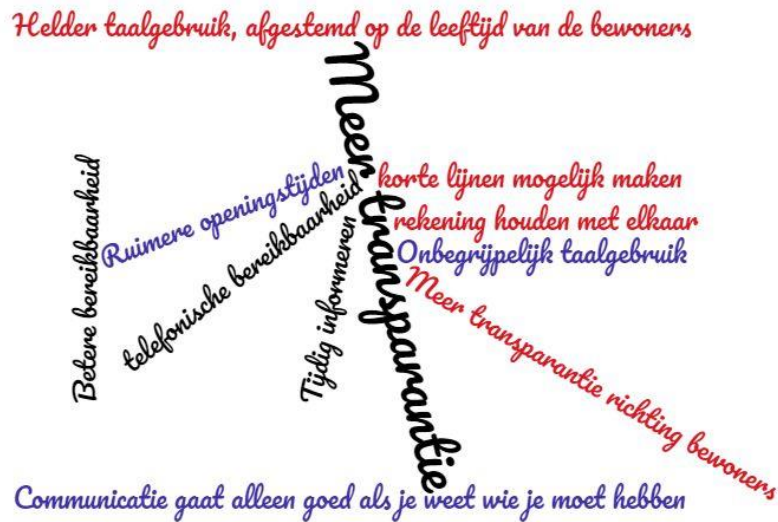 Helder taalgebruik, afgestemd op de leeftijd van de bewoners
Meer transparantie
Betere bereikbaarheid
Ruimere openingstijden
telefonische bereikbaarheid
Tijdig informeren
korte lijnen mogelijk maken
rekening houden met elkaar
Onbegrijpelijk taalgebruik
Meer transparantie richting bewoners
Communicatie gaat alleen goed als je weet wie je moet hebben